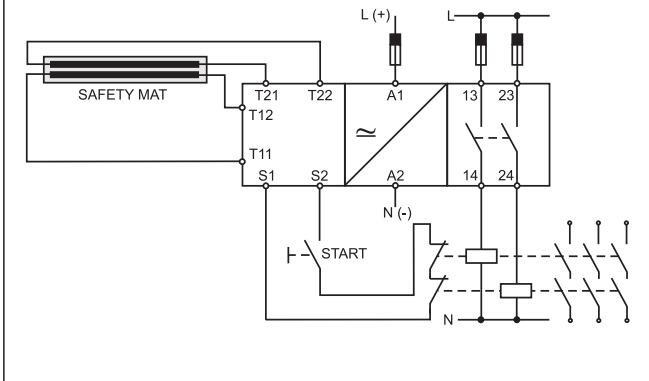 L (+)
L
SAFETY MAT
T21
T22
A1
13
23
T12
≃
T11
S1
S2
A2
14
24
N (-)
START
N